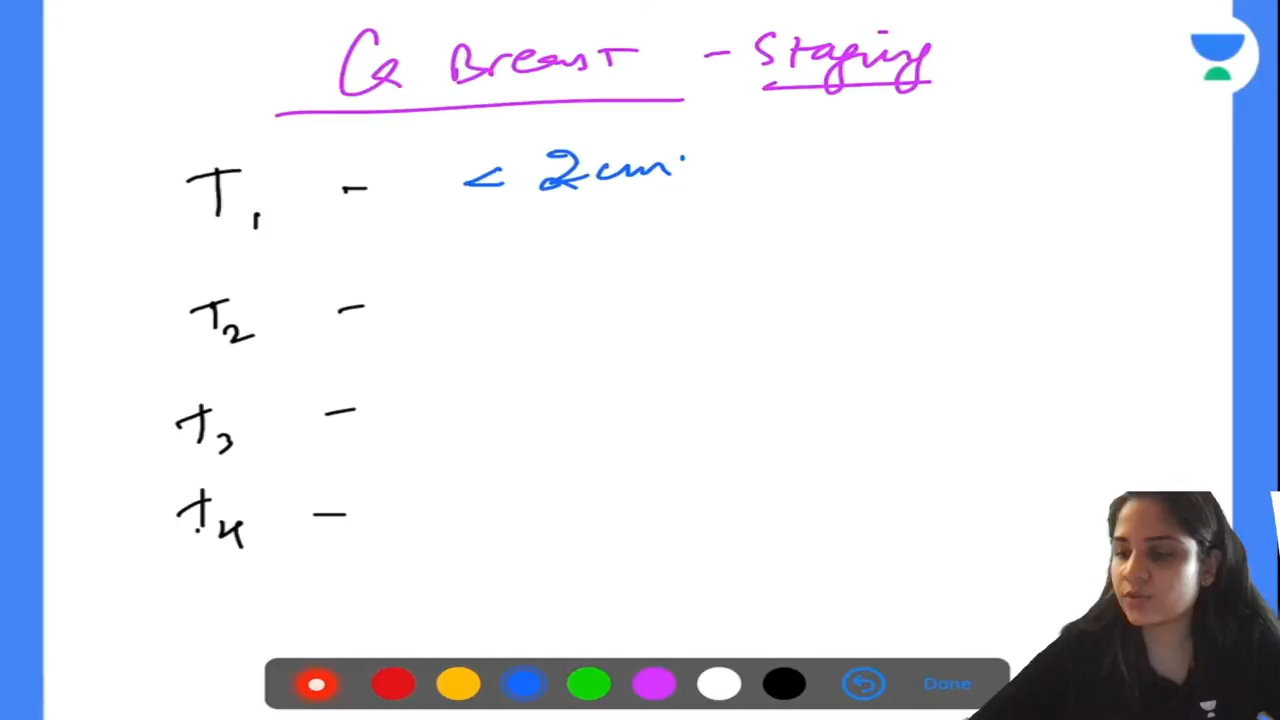 Ca Breast - Staging
T1 - < 2cm
T2 -
T3 -
T4 -
Done